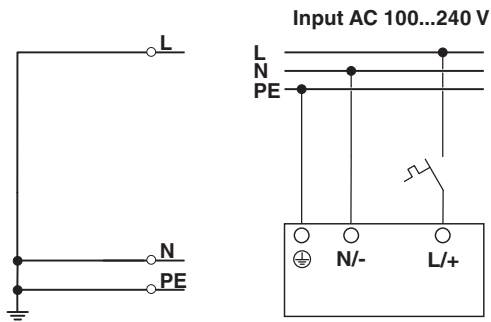 Input AC 100...240 V
L
N
PE
L
N
PE
N/-
L/+